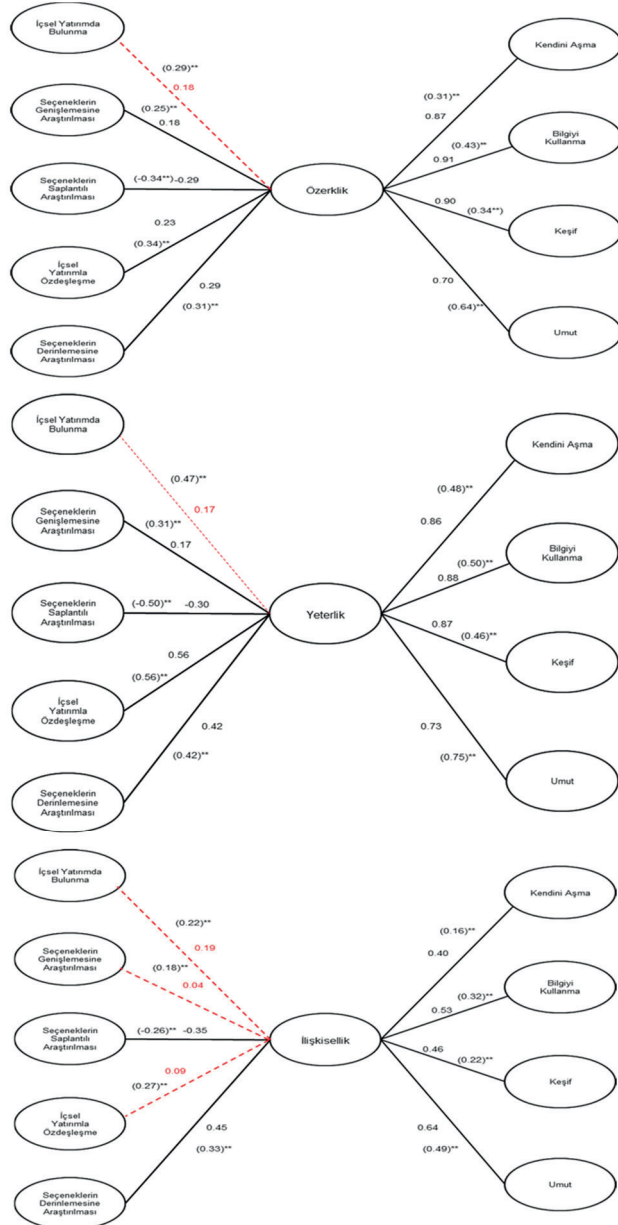 İçsel Yatırımda
Bulunma
(0.29)**
0.18
Seçeneklerin
Genişlemesine
Araştırılması
(0.25)**
0.18
Seçeneklerin
Saplantılı
Araştırılması
(-0.34**) -0.29
İçsel
Yatırımla
Özdeşleşme
0.23
(0.34)**
Seçeneklerin
Derinlemesine
Araştırılması
0.29
(0.31)**
Özerklik
Kendini Aşma
(0.31)**
0.87
Bilgiyi
Kullanma
(0.43)**
0.91
Keşif
0.90
(0.34**)
Umut
0.70
(0.64)**
İçsel Yatırımda
Bulunma
(0.47)**
0.17
Seçeneklerin
Genişlemesine
Araştırılması
(0.31)**
0.17
Seçeneklerin
Saplantılı
Araştırılması
(-0.50)** -0.30
İçsel
Yatırımla
Özdeşleşme
0.56
(0.56)**
Seçeneklerin
Derinlemesine
Araştırılması
0.42
(0.42)**
Yeterlik
Kendini Aşma
(0.48)**
0.86
Bilgiyi
Kullanma
(0.50)**
0.88
Keşif
0.87
(0.46)**
Umut
0.73
(0.75)**
İçsel Yatırımda
Bulunma
(0.22)**
0.19
Seçeneklerin
Genişlemesine
Araştırılması
(0.18)**
0.04
Seçeneklerin
Saplantılı
Araştırılması
(-0.26)** -0.35
İçsel
Yatırımla
Özdeşleşme
0.09
(0.27)**
Seçeneklerin
Derinlemesine
Araştırılması
0.45
(0.33)**
İlişkisellik
Kendini Aşma
(0.16)**
0.40
Bilgiyi
Kullanma
(0.32)**
0.53
Keşif
0.46
(0.22)**
Umut
0.64
(0.49)**